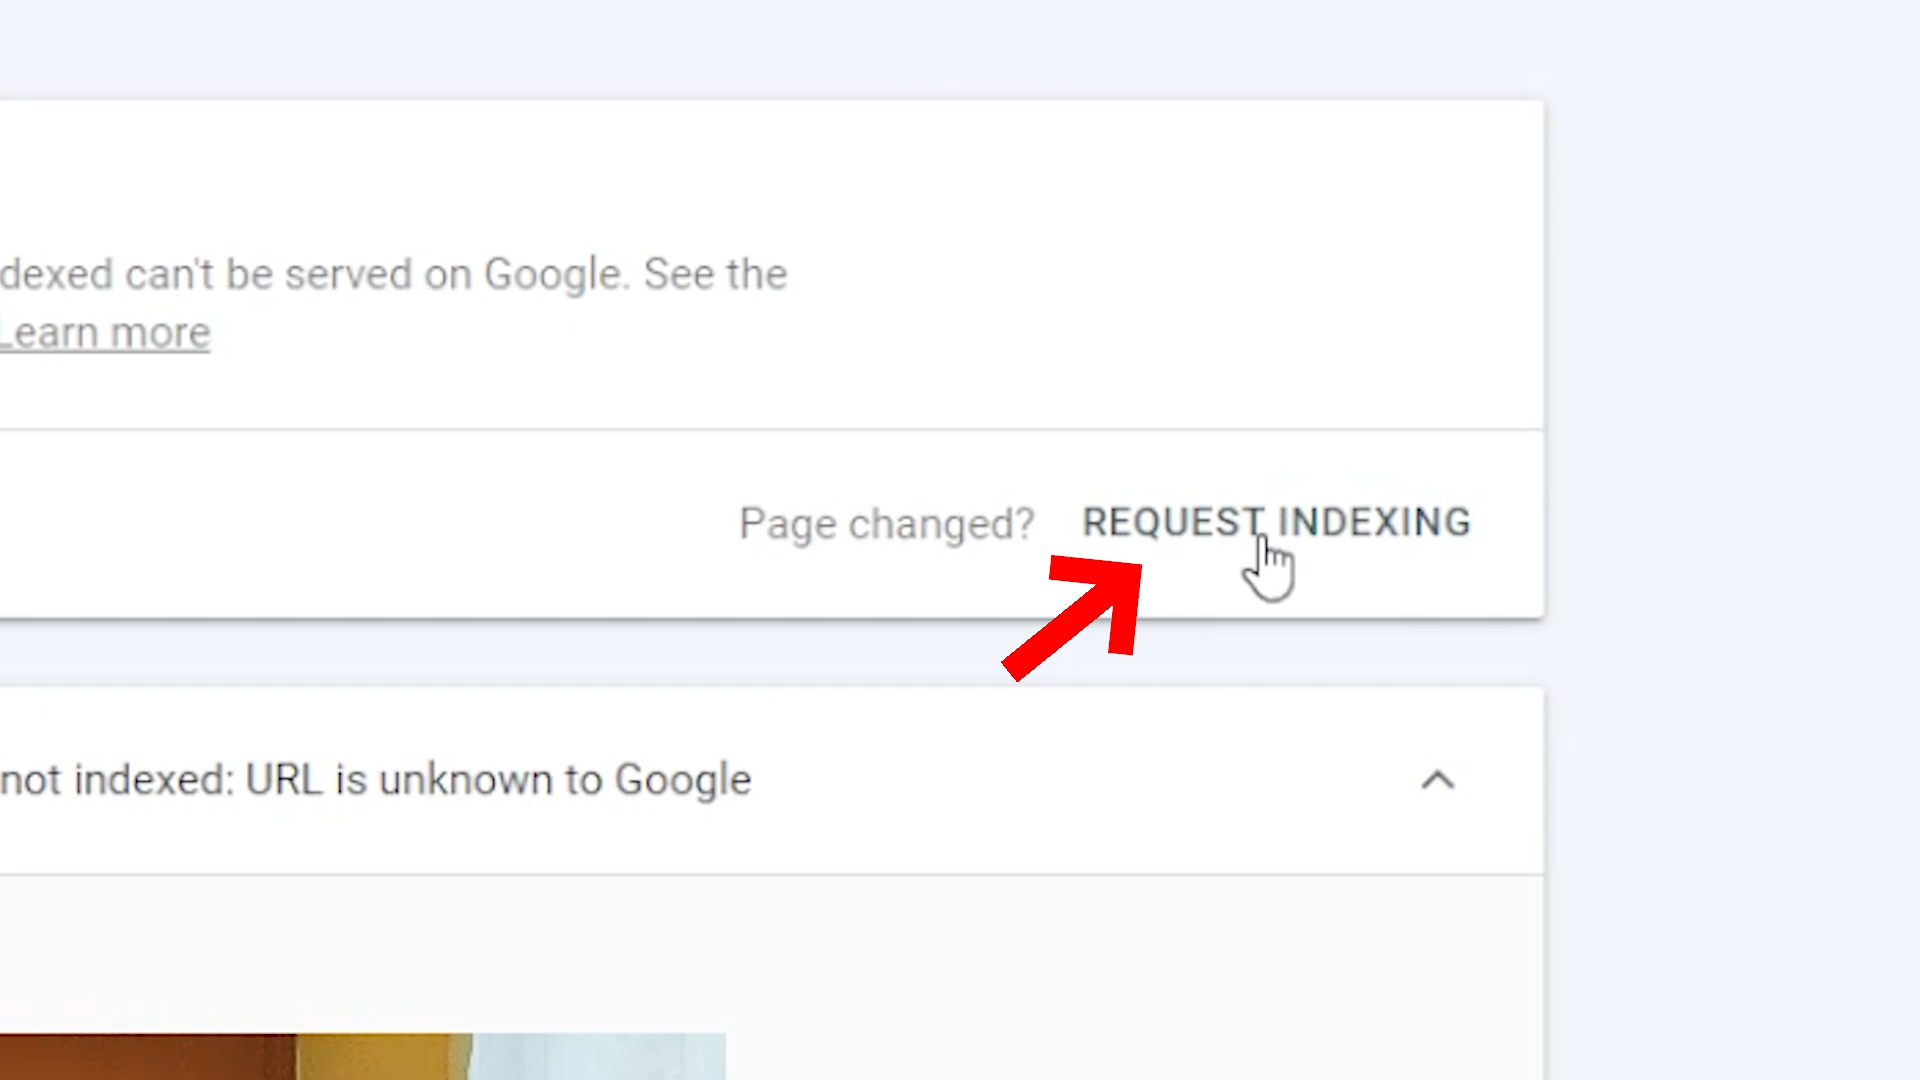 dexed can't be served on Google. See the
Learn more
Page changed? REQUEST INDEXING
not indexed: URL is unknown to Google